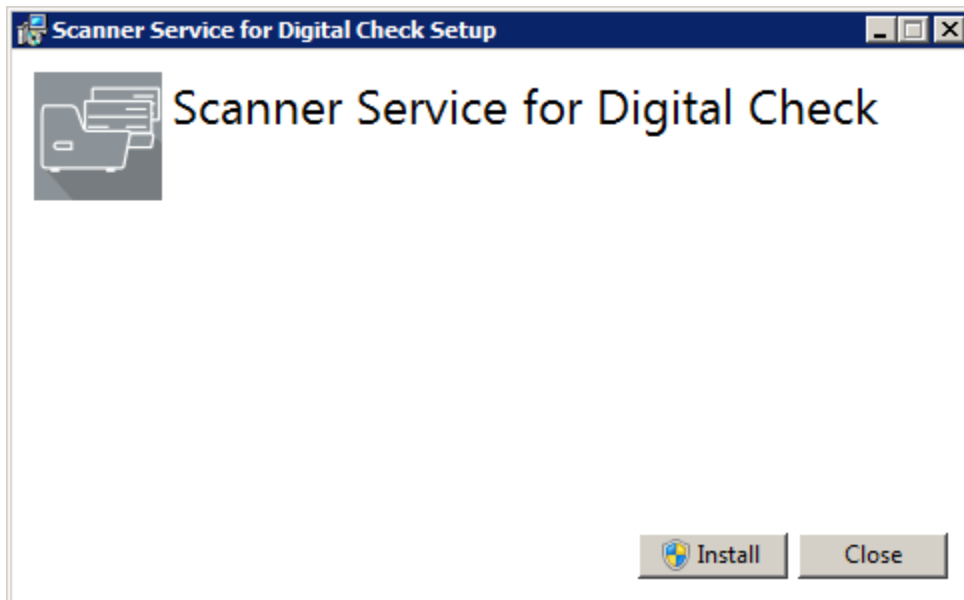 Scanner Service for Digital Check Setup
Scanner Service for Digital Check
Install Close